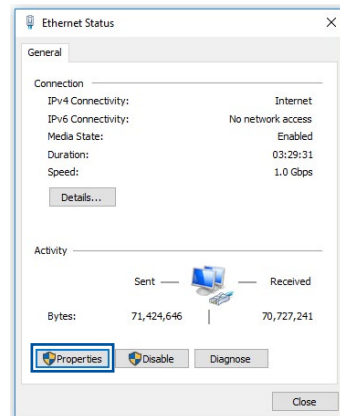 Ethernet Status
General
Connection
IPv4 Connectivity: Internet
IPv6 Connectivity: No network access
Media State: Enabled
Duration: 03:29:31
Speed: 1.0 Gbps
Details...
Activity
Sent Received
Bytes: 71,424,646 70,727,241
Properties Disable Diagnose
Close